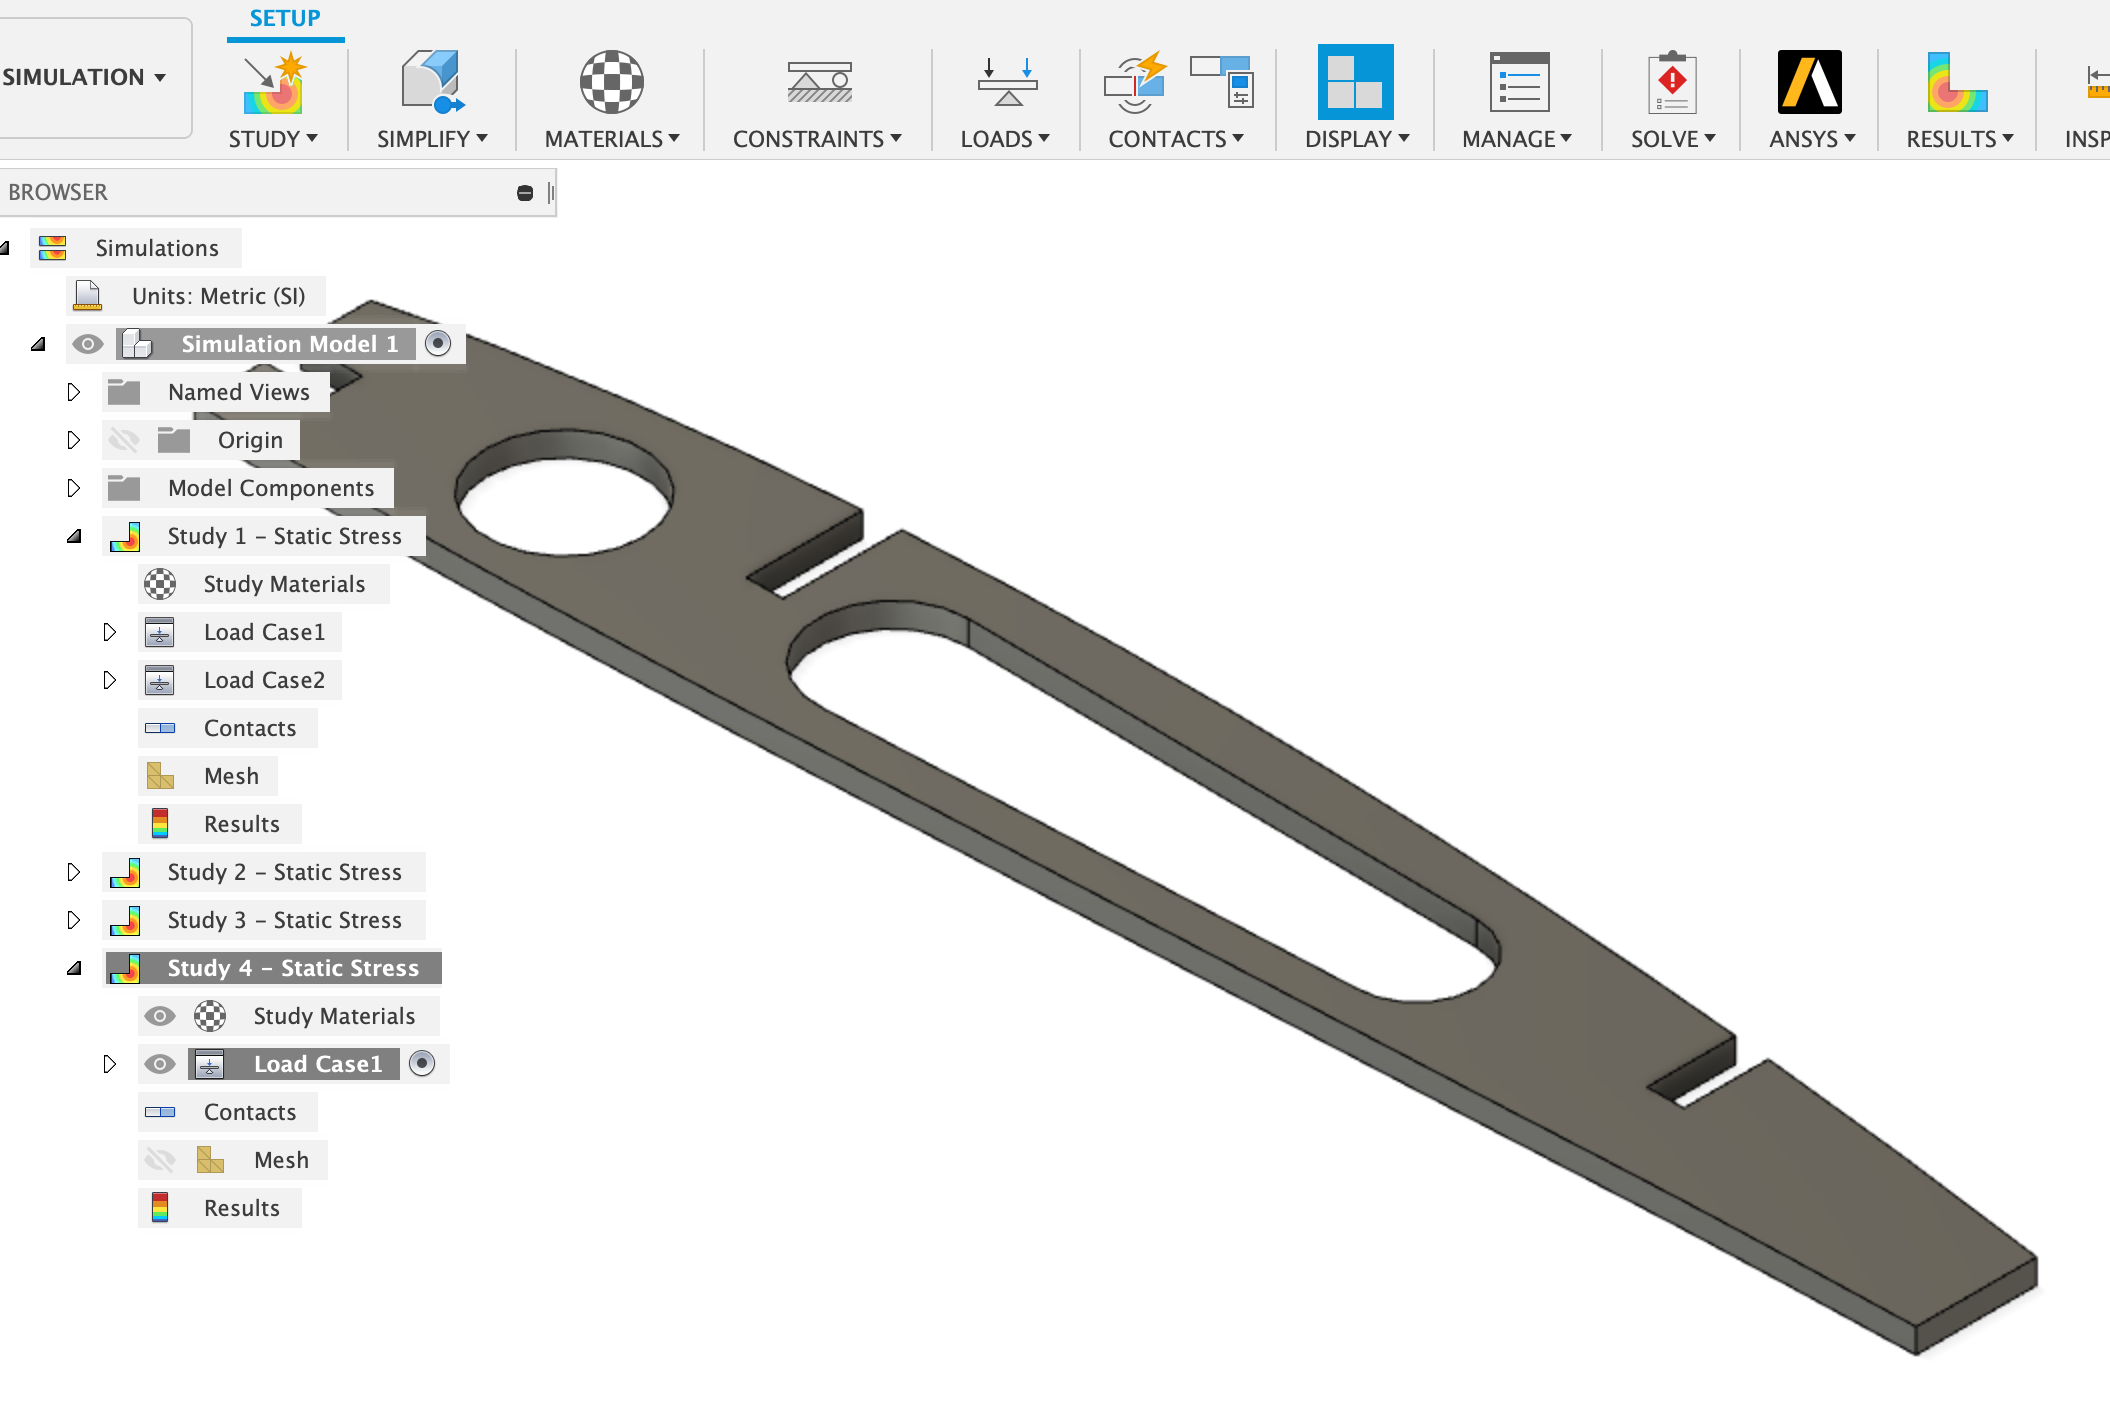 SETUP
SIMULATION
STUDY
SIMPLIFY
MATERIALS
CONSTRAINTS
LOADS
CONTACTS
DISPLAY
MANAGE
SOLVE
ANSYS
RESULTS
INSP
BROWSER
Simulations
Units: Metric (SI)
Simulation Model 1
Named Views
Origin
Model Components
Study 1 - Static Stress
Study Materials
Load Case1
Load Case2
Contacts
Mesh
Results
Study 2 - Static Stress
Study 3 - Static Stress
Study 4 - Static Stress
Study Materials
Load Case1
Contacts
Mesh
Results